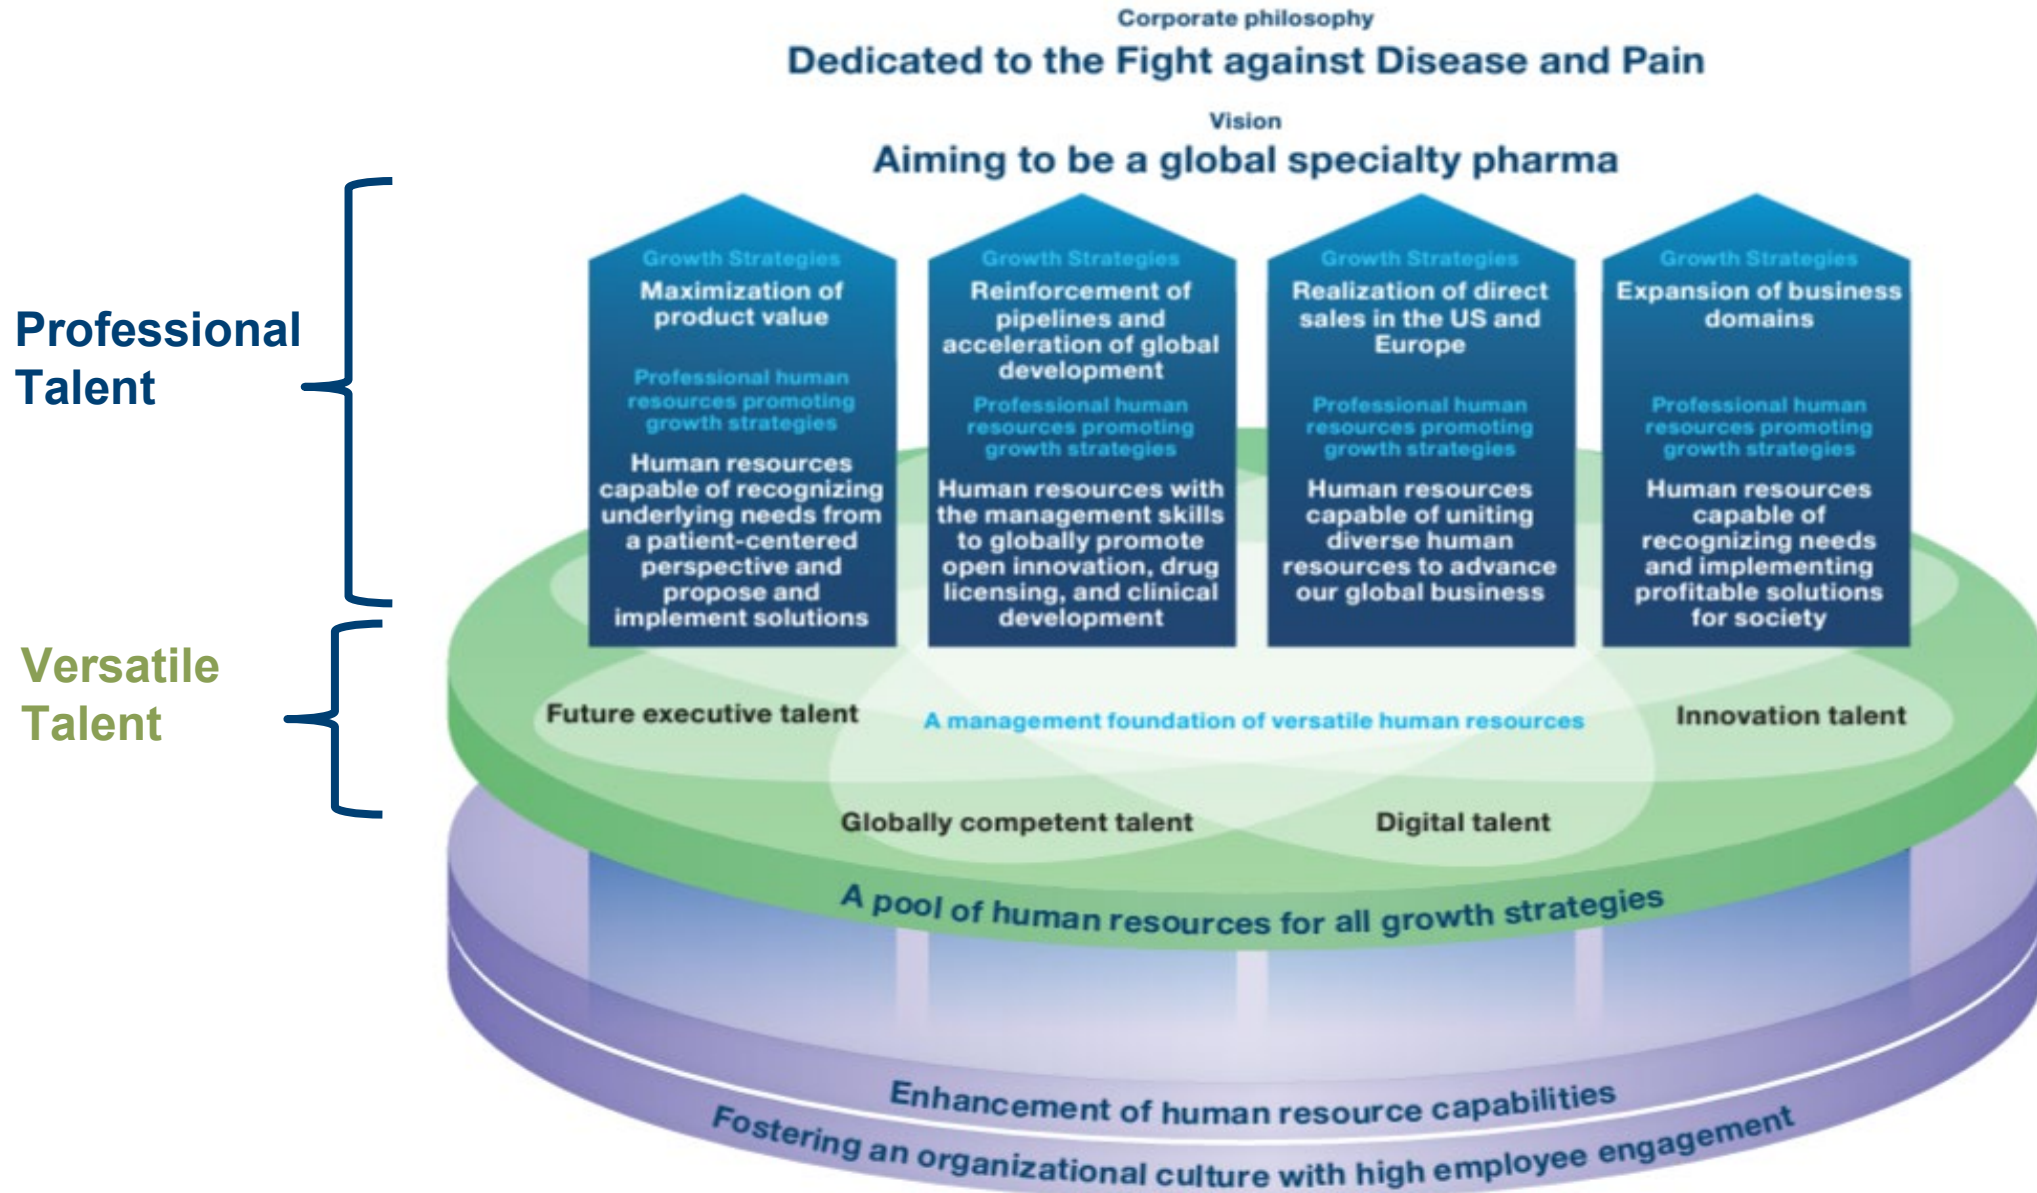 Corporate philosophy
Dedicated to the Fight against Disease and Pain
Vision
Aiming to be a global specialty pharma
Professional
Talent
Versatile
Talent
Growth Strategies
Maximization of
product value
Professional human
resources promoting
growth strategies
Human resources
capable of recognizing
underlying needs from
a patient-centered
perspective and
propose and
implement solutions
Growth Strategies
Reinforcement of
pipelines and
acceleration of global
development
Professional human
resources promoting
growth strategies
Human resources with
the management skills
to globally promote
open innovation, drug
licensing, and clinical
development
Growth Strategies
Realization of direct
sales in the US and
Europe
Professional human
resources promoting
growth strategies
Human resources
capable of uniting
diverse human
resources to advance
our global business
Growth Strategies
Expansion of business
domains
Professional human
resources promoting
growth strategies
Human resources
capable of
recognizing needs
and implementing
profitable solutions
for society
Future executive talent
A management foundation of versatile human resources
Innovation talent
Globally competent talent
Digital talent
A pool of human resources for all growth strategies
Enhancement of human resource capabilities
Fostering an organizational culture with high employee engagement